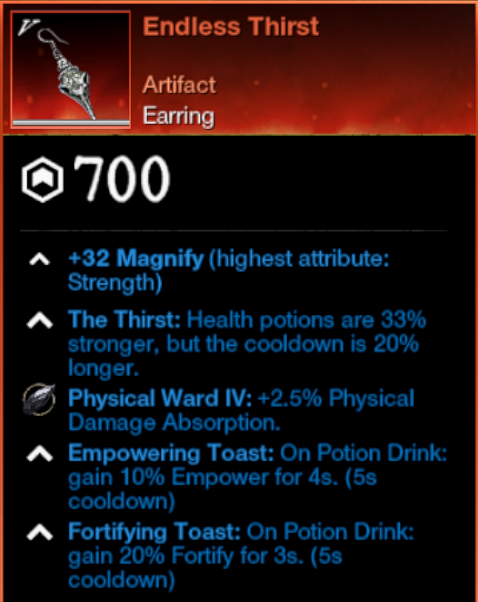 V
Endless Thirst
Artifact
Earring
700
+32 Magnify (highest attribute:
Strength)
The Thirst: Health potions are 33%
stronger, but the cooldown is 20%
longer.
Physical Ward IV: +2.5% Physical
Damage Absorption.
Empowering Toast: On Potion Drink:
gain 10% Empower for 4s. (5s
cooldown)
Fortifying Toast: On Potion Drink:
gain 20% Fortify for 3s. (5s
cooldown)